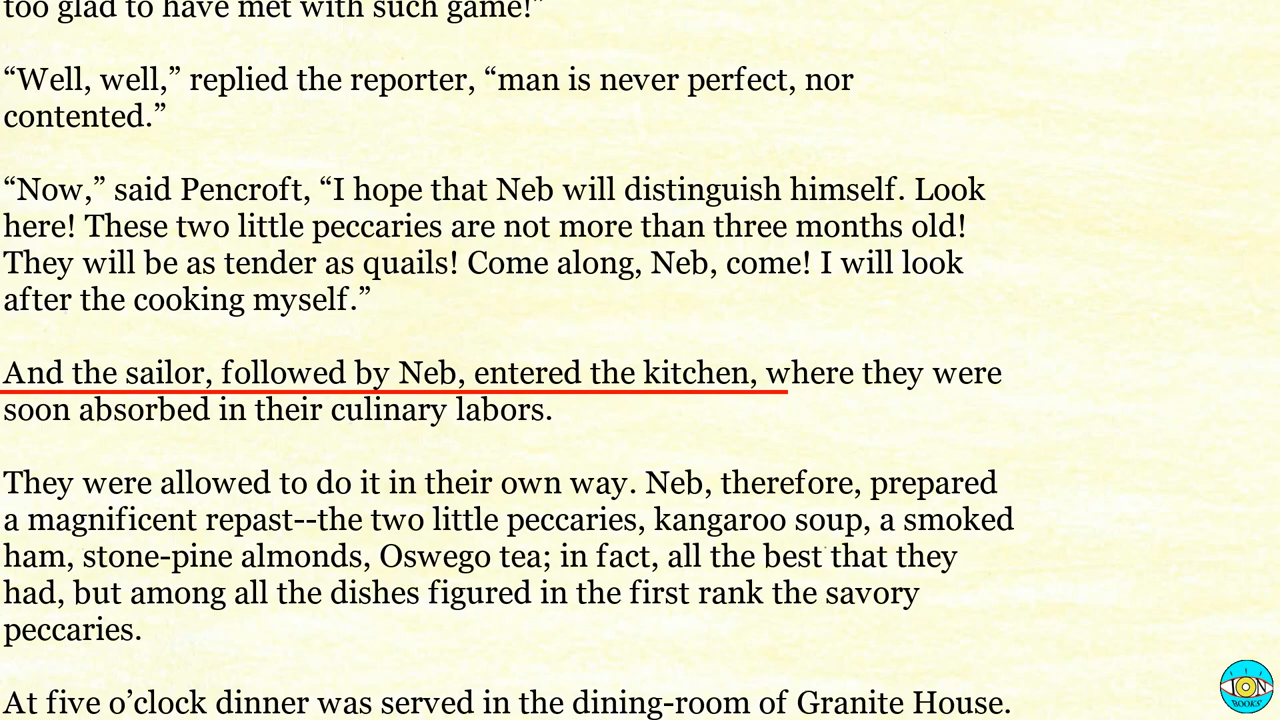 too glad to have met with such game!”
“Well, well,” replied the reporter, “man is never perfect, nor
contented.”
“Now,” said Pencroft, “I hope that Neb will distinguish himself. Look
here! These two little peccaries are not more than three months old!
They will be as tender as quails! Come along, Neb, come! I will look
after the cooking myself.”
And the sailor, followed by Neb, entered the kitchen, where they were
soon absorbed in their culinary labors.
They were allowed to do it in their own way. Neb, therefore, prepared
a magnificent repast--the two little peccaries, kangaroo soup, a smoked
ham, stone-pine almonds, Oswego tea; in fact, all the best that they
had, but among all the dishes figured in the first rank the savory
peccaries.
At five o’clock dinner was served in the dining-room of Granite House.
ION
BOOKS